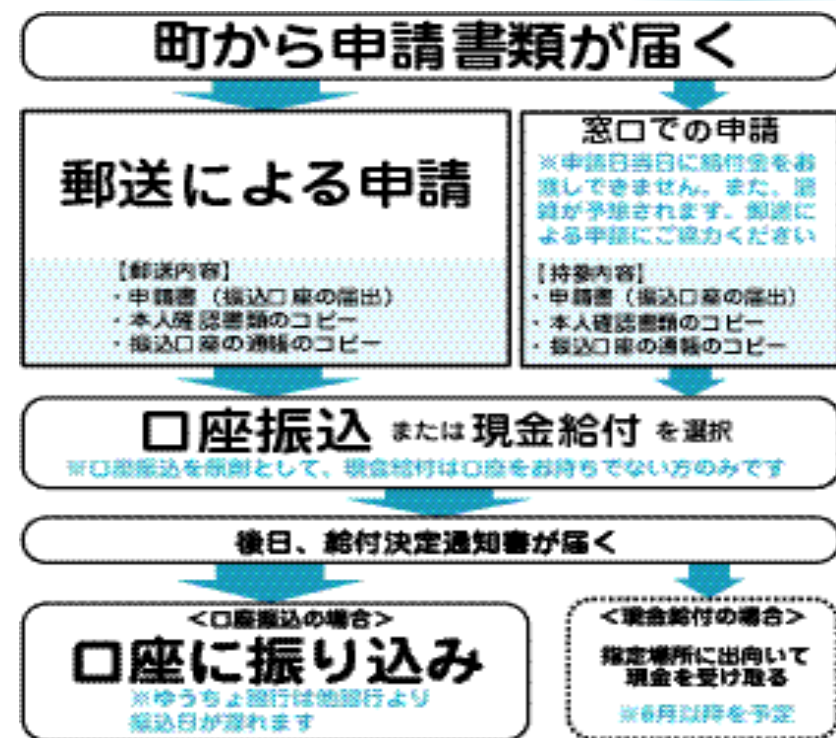 町から申請書類が届く
郵送による申請
【郵送内容】
・申請書（振込口座の届出）
・本人確認書類のコピー
・振込口座の通帳のコピー
窓口での申請
※申請日当日に給付金をお
渡しできません。また、混
雑が予想されます。郵送に
よる申請にご協力ください
【持参内容】
・申請書（振込口座の届出）
・本人確認書類のコピー
・振込口座の通帳のコピー
口座振込 または 現金給付 を選択
※口座振込を原則として、現金給付は口座をお持ちでない方のみです
後日、給付決定通知書が届く
＜口座振込の場合＞
口座に振り込み
※ゆうちょ銀行は他銀行より
振込日が遅れます
＜現金給付の場合＞
指定場所に出向いて
現金を受け取る
※6月以降を予定